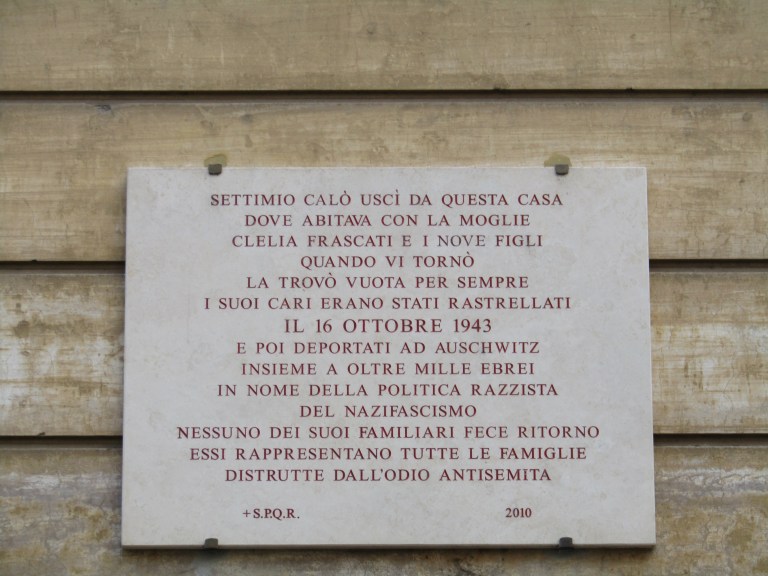 SETTIMIO CALÒ USCÌ DA QUESTA CASA
DOVE ABITAVA CON LA MOGLIE
CLELIA FRASCATI E I NOVE FIGLI
QUANDO VI TORNÒ
LA TROVÒ VUOTA PER SEMPRE
I SUOI CARI ERANO STATI RASTRELLATI
IL 16 OTTOBRE 1943
E POI DEPORTATI AD AUSCHWITZ
INSIEME A OLTRE MILLE EBREI
IN NOME DELLA POLITICA RAZZISTA
DEL NAZIFASCISMO
NESSUNO DEI SUOI FAMILIARI FECE RITORNO
ESSI RAPPRESENTANO TUTTE LE FAMIGLIE
DISTRUTTE DALL'ODIO ANTISEMITA
+S.P.Q.R. 2010